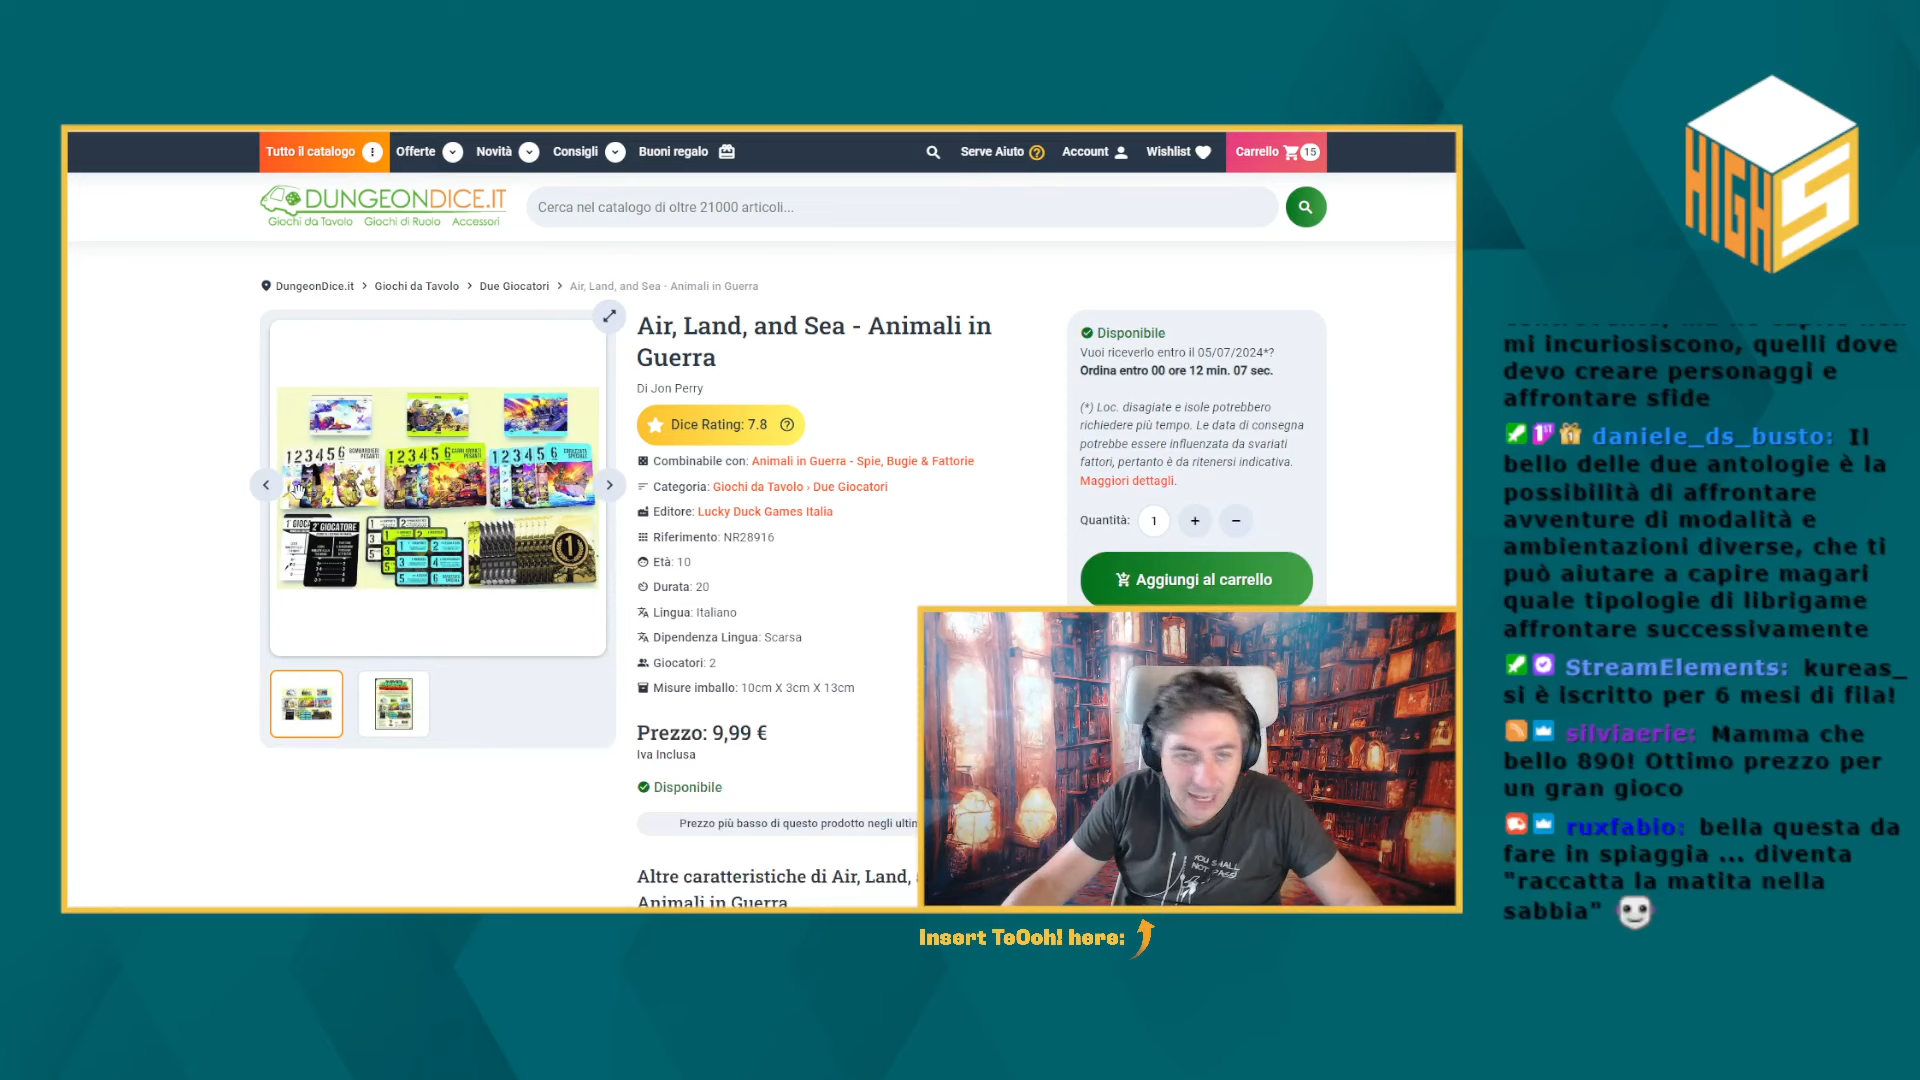 Tutto il catalogo
Offerte
Novità
Consigli
Buoni regalo
Serve Aiuto
Account
Wishlist
Carrello
15
DUNGEONDICE.IT
Giochi da Tavolo Giochi di Ruolo Accessori
Cerca nel catalogo di oltre 21000 articoli...
DungeonDice.it > Giochi da Tavolo > Due Giocatori > Air, Land, and Sea - Animali in Guerra
Air, Land, and Sea - Animali in
Guerra
Di Jon Perry
Dice Rating: 7.8
Combinabile con: Animali in Guerra - Spie, Bugie & Fattorie
Categoria: Giochi da Tavolo › Due Giocatori
Editore: Lucky Duck Games Italia
Riferimento: NR28916
Età: 10
Durata: 20
Lingua: Italiano
Dipendenza Lingua: Scarsa
Giocatori: 2
Misure imballo: 10cm X 3cm X 13cm
Prezzo: 9,99 €
Iva Inclusa
Disponibile
Prezzo più basso di questo prodotto negli ultim
Altre caratteristiche di Air, Land,
Animali in Guerra
Disponibile
Vuoi riceverlo entro il 05/07/2024*?
Ordina entro 00 ore 12 min. 07 sec.
(*) Loc. disagiate e isole potrebbero
richiedere più tempo. Le data di consegna
potrebbe essere influenzata da svariati
fattori, pertanto è da ritenersi indicativa.
Maggiori dettagli.
Quantità: 1 + −
Aggiungi al carrello
YOU SHALL
NOT PASS
Insert TeOoh! here:
HIGH 5
mi incuriosiscono, quelli dove
devo creare personaggi e
affrontare sfide
daniele_ds_busto: Il
bello delle due antologie è la
possibilità di affrontare
avventure di modalità e
ambientazioni diverse, che ti
può aiutare a capire magari
quale tipologie di librigame
affrontare successivamente
StreamElements: kureas_
si è iscritto per 6 mesi di fila!
silviaerie: Mamma che
bello 890! Ottimo prezzo per
un gran gioco
ruxfabio: bella questa da
fare in spiaggia ... diventa
"raccatta la matita nella
sabbia"